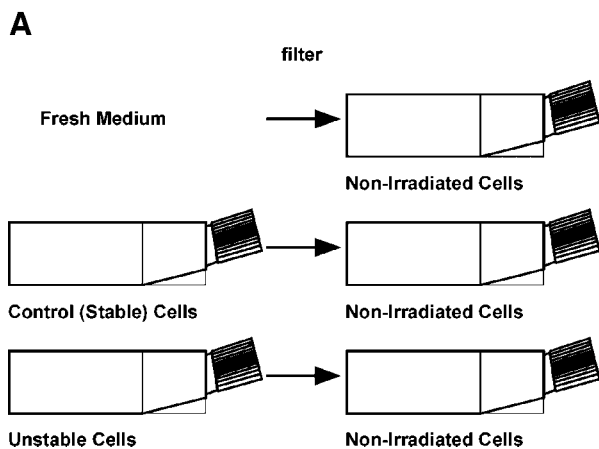 A
filter
Fresh Medium
Non-Irradiated Cells
Control (Stable) Cells
Non-Irradiated Cells
Unstable Cells
Non-Irradiated Cells